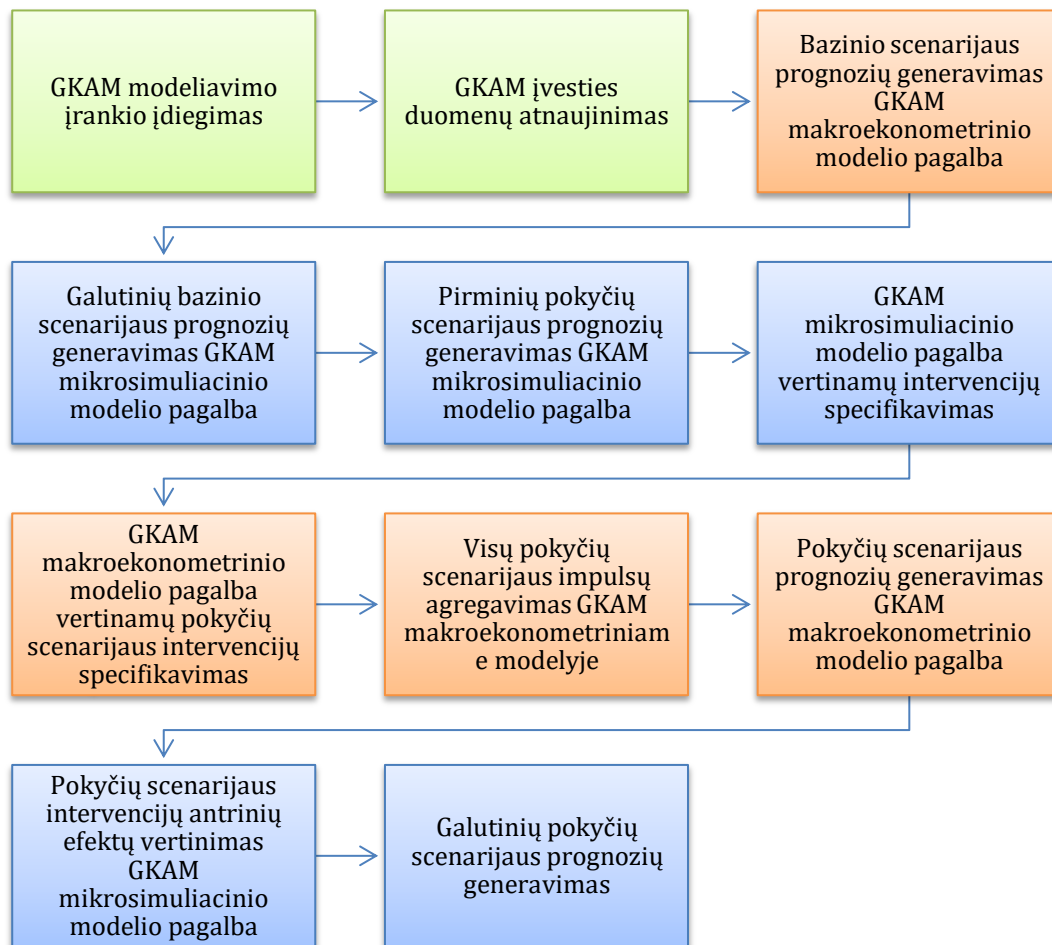 GKAM modeliavimo
įrankio įdiegimas
GKAM įvesties
duomenų atnaujinimas
Bazinio scenarijaus
prognozių generavimas
GKAM
makroekonometrinio
modelio pagalba
Galutinių bazinio
scenarijaus prognozių
generavimas GKAM
mikrosimuliacinio
modelio pagalba
Pirminių pokyčių
scenarijaus prognozių
generavimas GKAM
mikrosimuliacinio
modelio pagalba
GKAM
mikrosimuliacinio
modelio pagalba
vertinamų intervencijų
specifikavimas
GKAM
makroekonometrinio
modelio pagalba
vertinamų pokyčių
scenarijaus intervencijų
specifikavimas
Visų pokyčių
scenarijaus impulsų
agregavimas GKAM
makroekonometriniam
e modelyje
Pokyčių scenarijaus
prognozių generavimas
GKAM
makroekonometrinio
modelio pagalba
Pokyčių scenarijaus
intervencijų antrinių
efektų vertinimas
GKAM
mikrosimuliacinio
modelio pagalba
Galutinių pokyčių
scenarijaus prognozių
generavimas